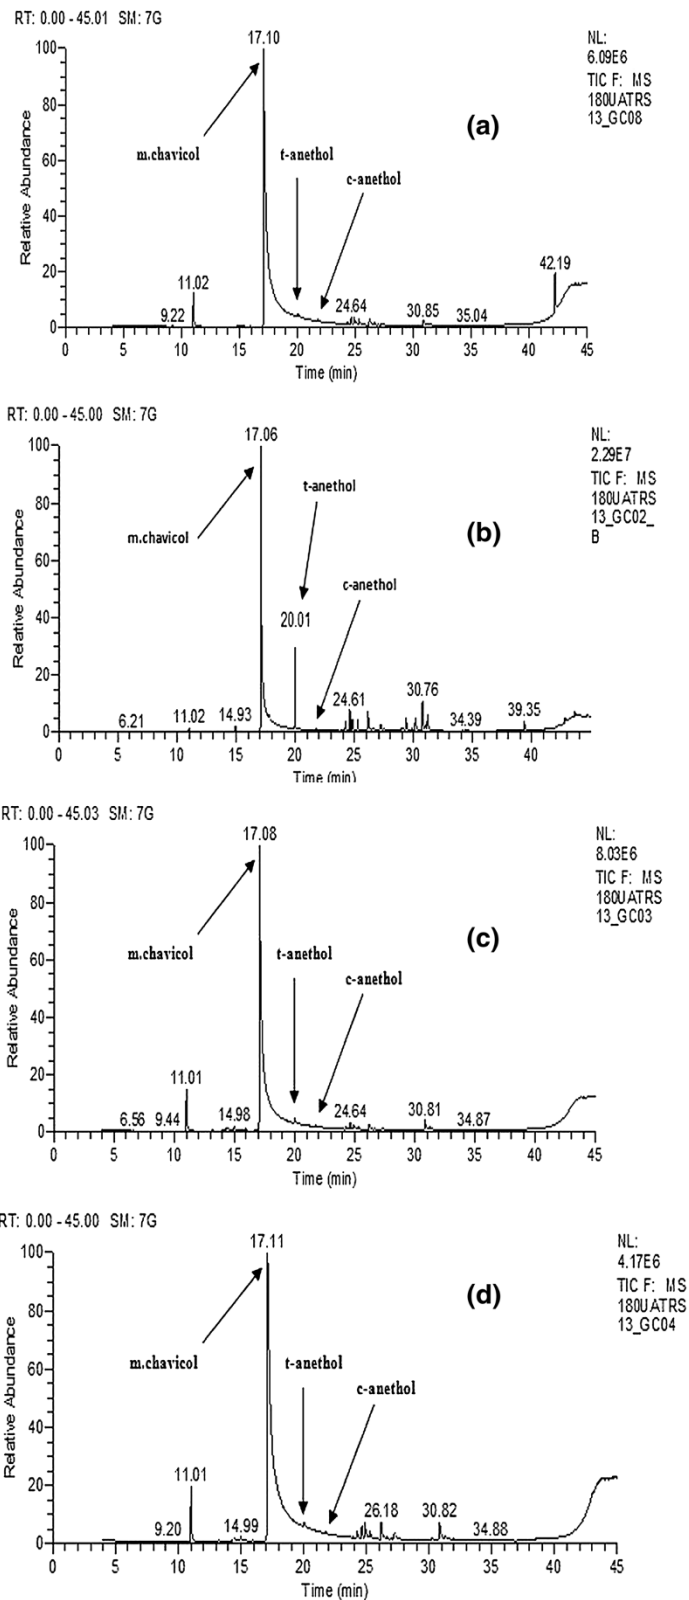 RT: 0.00 - 45.01 SM: 7G
17.10
NL:
6.09E6
TIC F: MS
180UATRS
13_GC08
(a)
m.chavicol
t-anethol
c-anethol
Relative Abundance
100
80
60
40
20
0
9.22
11.02
24.64
30.85
35.04
42.19
0 5 10 15 20 25 30 35 40 45
Time (min)
RT: 0.00 - 45.00 SM: 7G
17.06
NL:
2.29E7
TIC F: MS
180UATRS
13_GC02_
B
(b)
t-anethol
m.chavicol
c-anethol
Relative Abundance
100
80
60
40
20
0
20.01
6.21
11.02
14.93
24.61
30.76
34.39
39.35
0 5 10 15 20 25 30 35 40
Time (min)
RT: 0.00 - 45.03 SM: 7G
17.08
NL:
8.03E6
TIC F: MS
180UATRS
13_GC03
(c)
m.chavicol
t-anethol
c-anethol
Relative Abundance
100
80
60
40
20
0
6.56
9.44
11.01
14.98
24.64
30.81
34.87
0 5 10 15 20 25 30 35 40 45
Time (min)
RT: 0.00 - 45.00 SM: 7G
17.11
NL:
4.17E6
TIC F: MS
180UATRS
13_GC04
(d)
m.chavicol
t-anethol
c-anethol
Relative Abundance
100
80
60
40
20
0
9.20
11.01
14.99
26.18
30.82
34.88
0 5 10 15 20 25 30 35 40 45
Time (min)